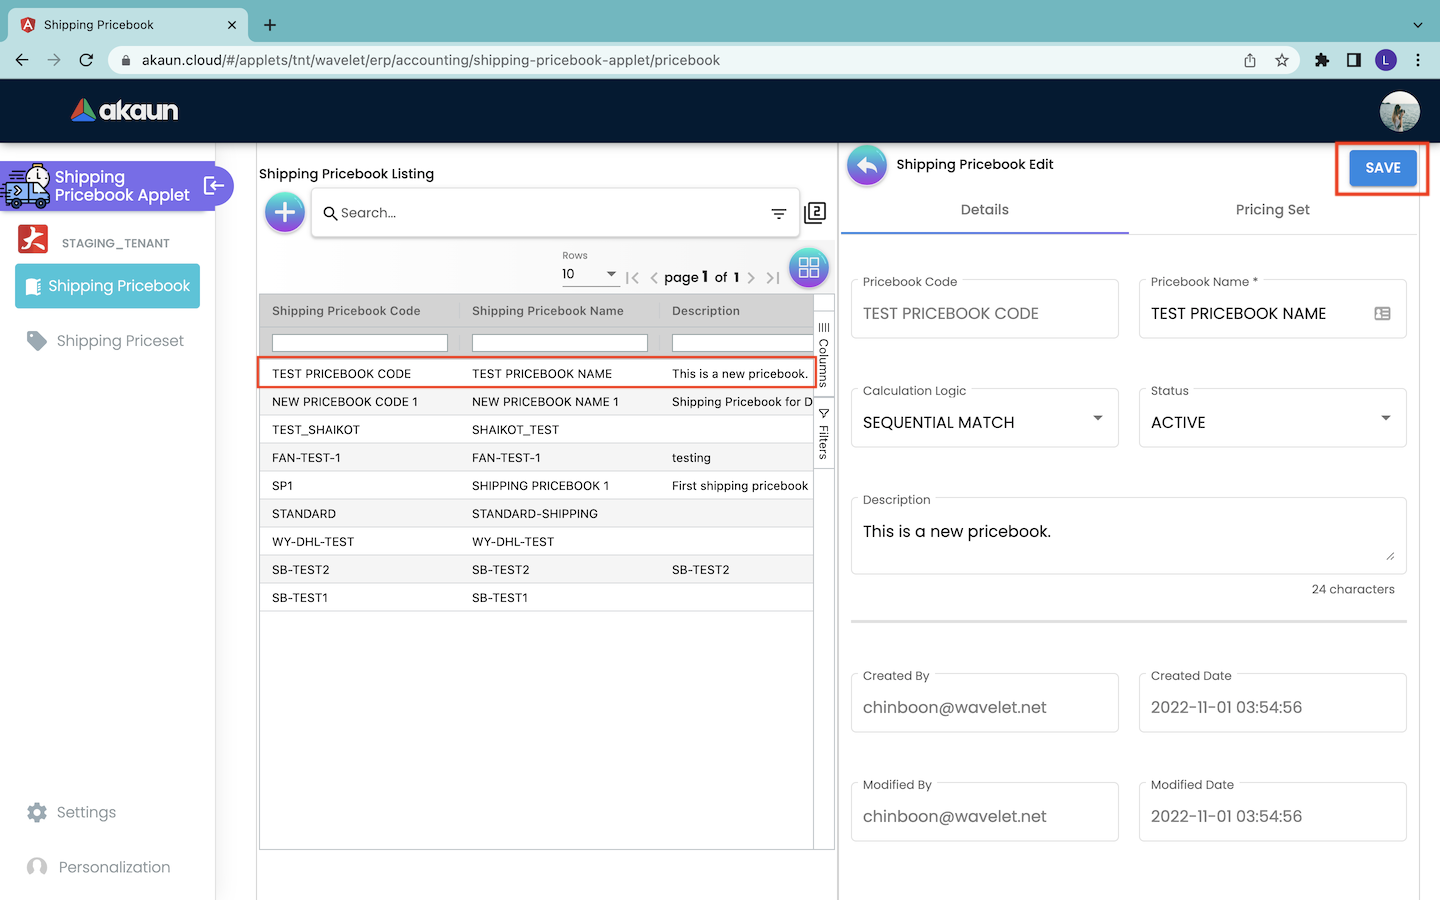 Shipping Pricebook
akaun.cloud/#/applets/tnt/wavelet/erp/accounting/shipping-pricebook-applet/pricebook
L
akaun
Shipping
Pricebook Applet
STAGING_TENANT
Shipping Pricebook
Shipping Priceset
Settings
Personalization
Shipping Pricebook Listing
Search...
2
Rows
10
page 1 of 1
Shipping Pricebook Code Shipping Pricebook Name Description
TEST PRICEBOOK CODE TEST PRICEBOOK NAME This is a new pricebook.
NEW PRICEBOOK CODE 1 NEW PRICEBOOK NAME 1 Shipping Pricebook for D
TEST_SHAIKOT SHAIKOT_TEST
FAN-TEST-1 FAN-TEST-1 testing
SP1 SHIPPING PRICEBOOK 1 First shipping pricebook
STANDARD STANDARD-SHIPPING
WY-DHL-TEST WY-DHL-TEST
SB-TEST2 SB-TEST2 SB-TEST2
SB-TEST1 SB-TEST1
Columns
Filters
Shipping Pricebook Edit
SAVE
Details Pricing Set
Pricebook Code
TEST PRICEBOOK CODE
Pricebook Name *
TEST PRICEBOOK NAME
Calculation Logic
SEQUENTIAL MATCH
Status
ACTIVE
Description
This is a new pricebook.
24 characters
Created By
chinboon@wavelet.net
Created Date
2022-11-01 03:54:56
Modified By
chinboon@wavelet.net
Modified Date
2022-11-01 03:54:56